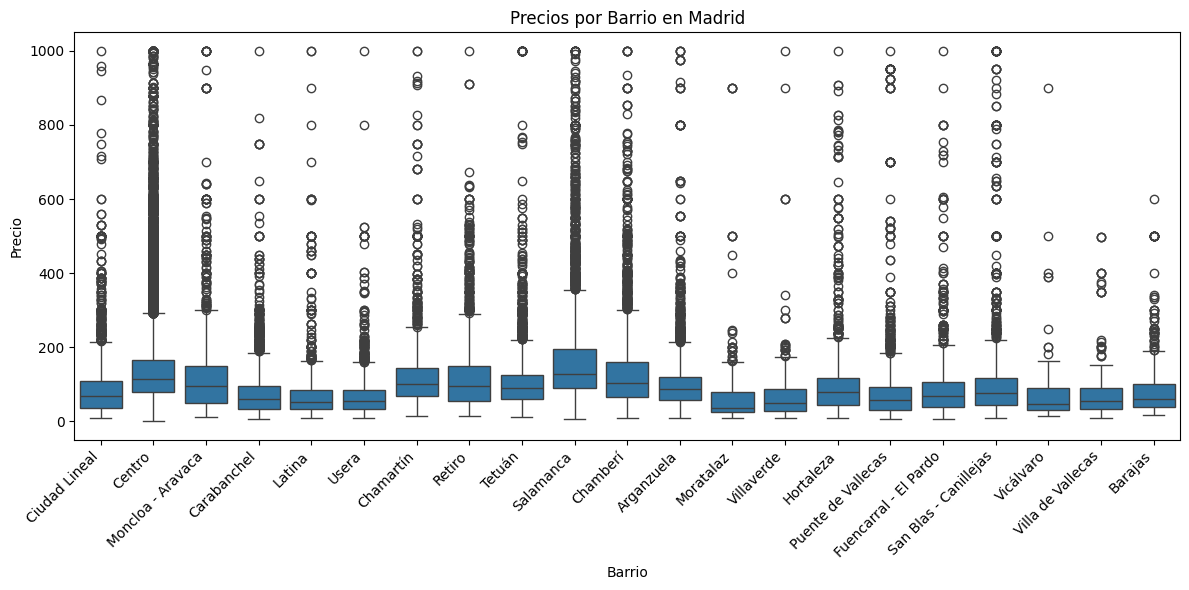 Precios por Barrio en Madrid
Precio
1000
800
600
400
200
0
Ciudad Lineal
Centro
Moncloa - Aravaca
Carabanchel
Latina
Usera
Chamartín
Retiro
Tetuán
Salamanca
Chamberí
Arganzuela
Moratalaz
Villaverde
Hortaleza
Puente de Vallecas
Fuencarral - El Pardo
San Blas - Canillejas
Vicálvaro
Villa de Vallecas
Barajas
Barrio